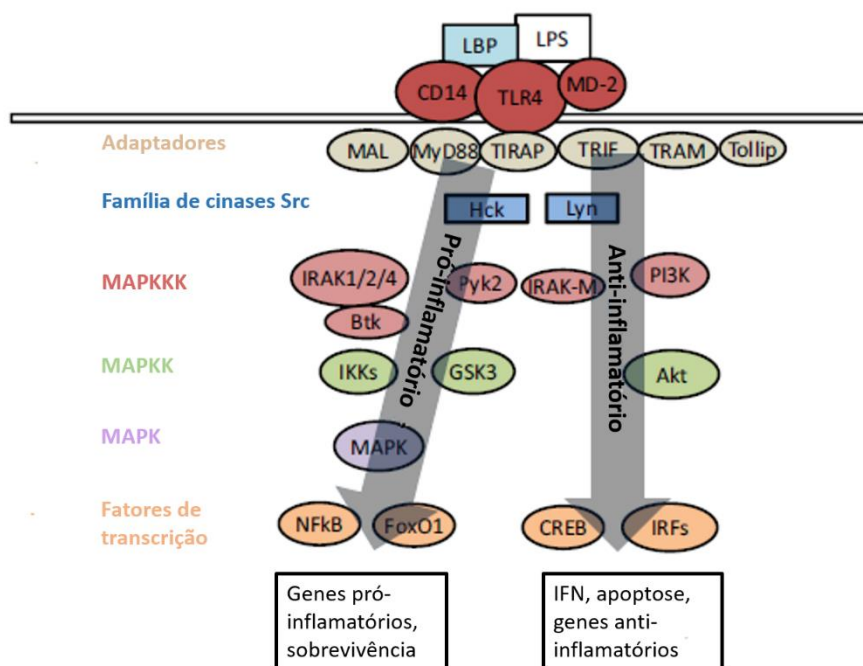 LBP
LPS
CD14
TLR4
MD-2
Adaptadores
MAL
MyD88
TIRAP
TRIF
TRAM
Tollip
Família de cinases Src
Hck
Lyn
Pró-inflamatório
Anti-inflamatório
MAPKKK
IRAK1/2/4
Pyk2
IRAK-M
PI3K
Btk
MAPKK
IKKs
GSK3
Akt
MAPK
MAPK
Fatores de
transcrição
NFkB
FoxO1
CREB
IRFs
Genes pró-
inflamatórios,
sobrevivência
IFN, apoptose,
genes anti-
inflamatórios